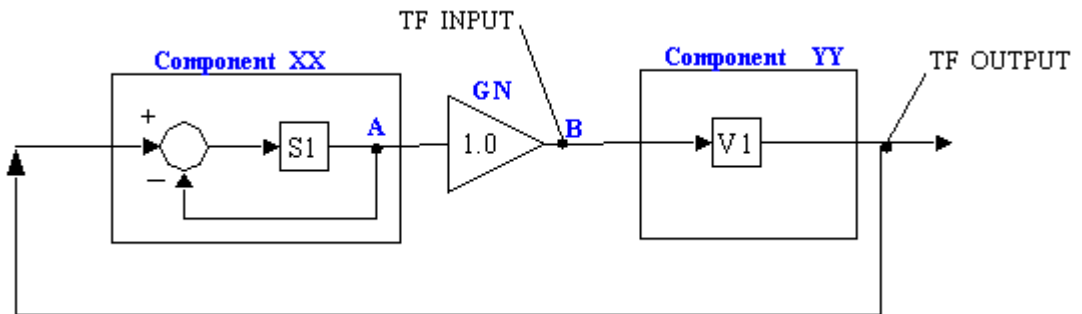 TF INPUT
Component XX
Component YY
TF OUTPUT
GN
+
S1
A
1.0
B
V1
−